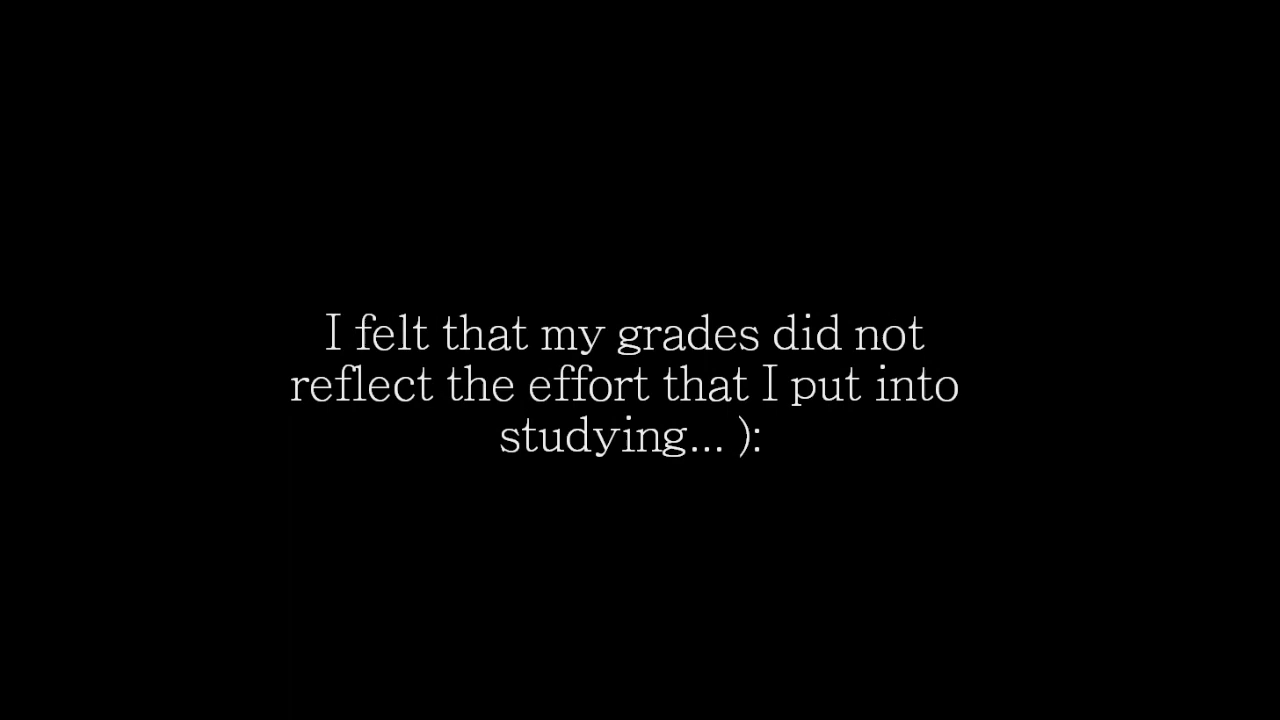 I felt that my grades did not
reflect the effort that I put into
studying... ):